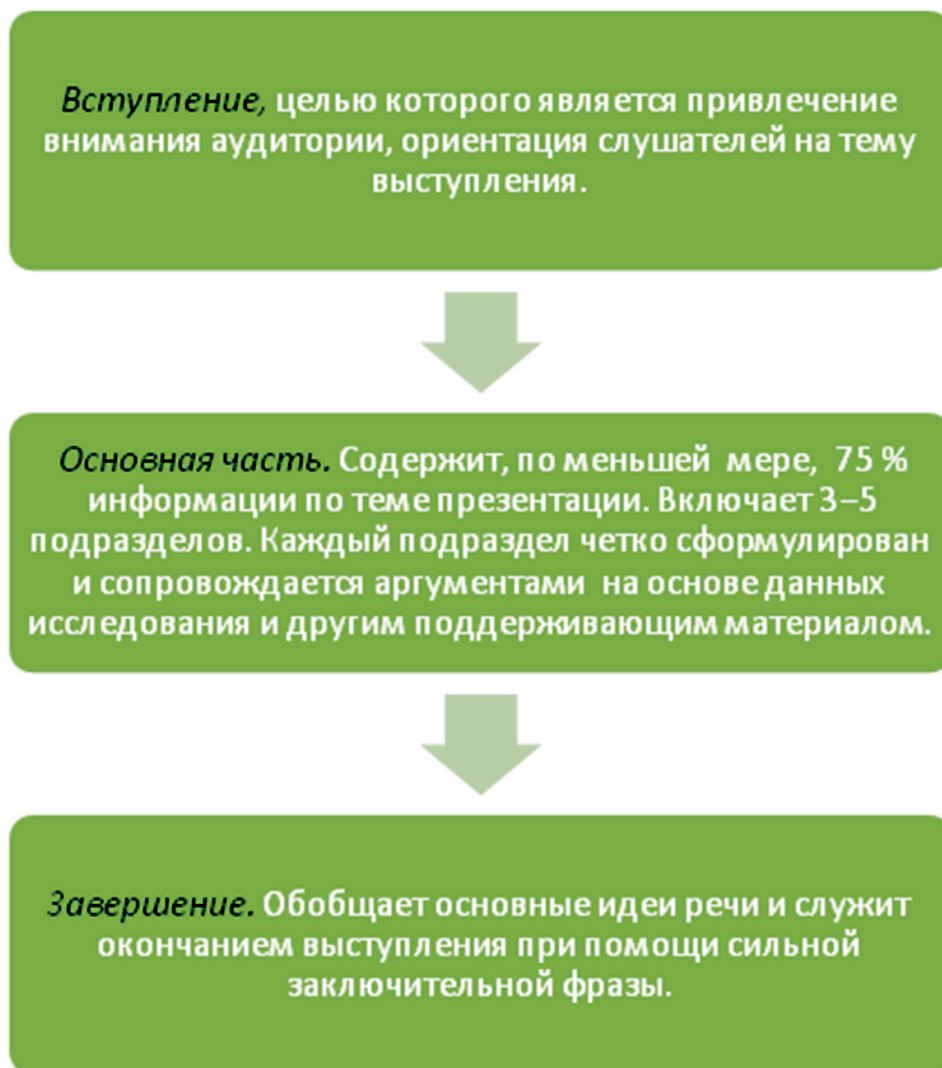 Вступление, целью которого является привлечение
внимания аудитории, ориентация слушателей на тему
выступления.
Основная часть. Содержит, по меньшей мере, 75 %
информации по теме презентации. Включает 3–5
подразделов. Каждый подраздел четко сформулирован
и сопровождается аргументами на основе данных
исследования и другим поддерживающим материалом.
Завершение. Обобщает основные идеи речи и служит
окончанием выступления при помощи сильной
заключительной фразы.